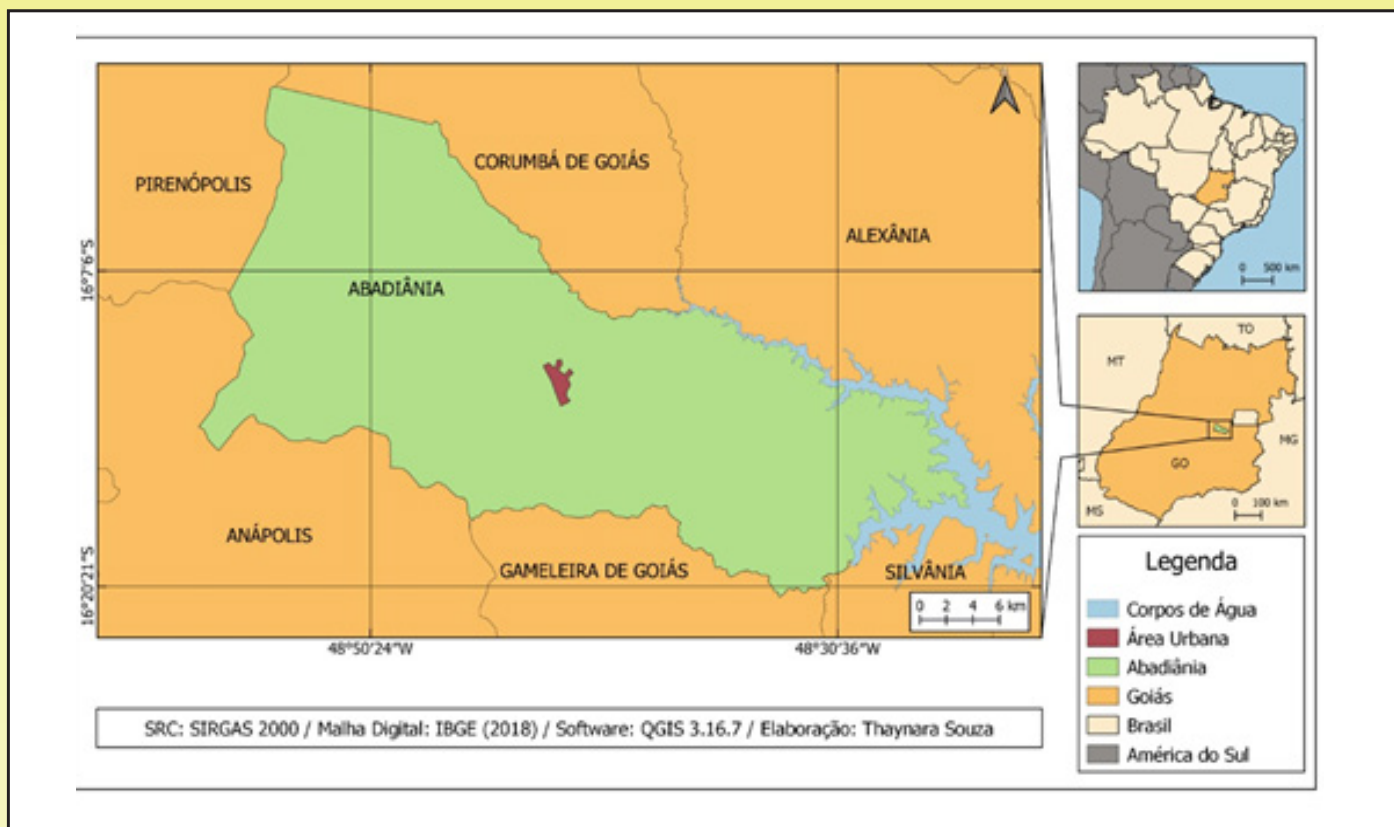 PIRENÓPOLIS
CORUMBÁ DE GOIÁS
ALEXÂNIA
ABADIÂNIA
ANÁPOLIS
GAMELEIRA DE GOIÁS
SILVÂNIA
16°7'6"S
16°20'21"S
48°50'24"W
48°30'36"W
0 2 4 6 km
0 500 km
TO
MT
MG
GO
MS
0 100 km
Legenda
Corpos de Água
Área Urbana
Abadiânia
Goiás
Brasil
América do Sul
SRC: SIRGAS 2000 / Malha Digital: IBGE (2018) / Software: QGIS 3.16.7 / Elaboração: Thaynara Souza